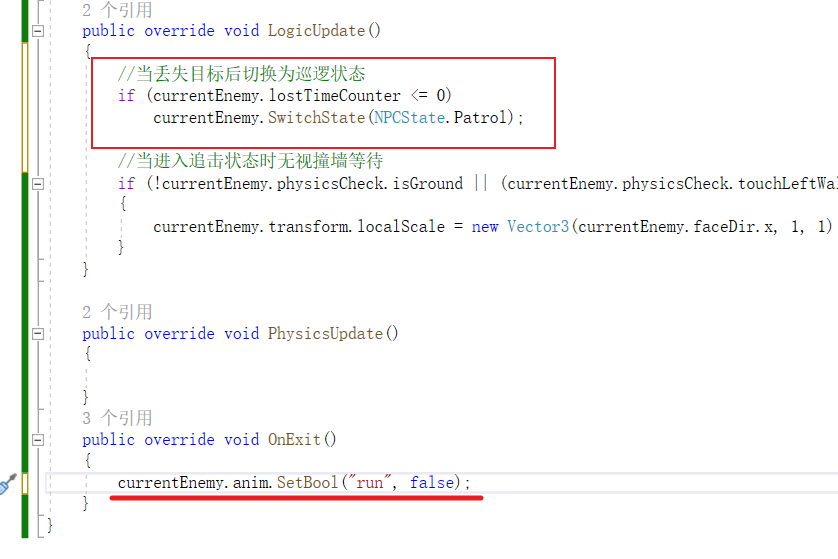 2 个引用
public override void LogicUpdate()
{
//当丢失目标后切换为巡逻状态
if (currentEnemy.lostTimeCounter <= 0)
currentEnemy.SwitchState(NPCState.Patrol);
//当进入追击状态时无视撞墙等待
if (!currentEnemy.physicsCheck.isGround || (currentEnemy.physicsCheck.touchLeftWal
{
currentEnemy.transform.localScale = new Vector3(currentEnemy.faceDir.x, 1, 1)
}
}
2 个引用
public override void PhysicsUpdate()
{
}
3 个引用
public override void OnExit()
{
currentEnemy.anim.SetBool("run", false);
}
}